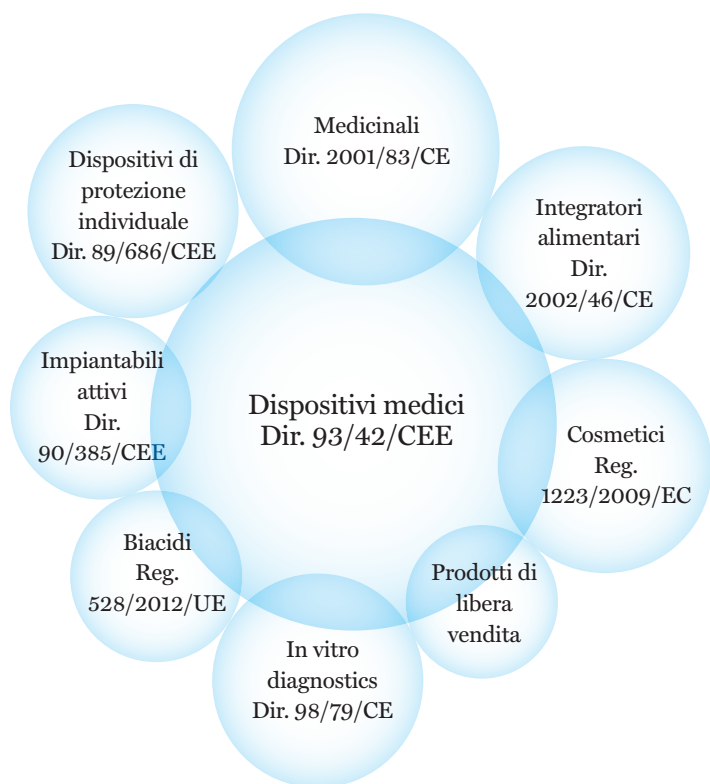 Medicinali
Dir. 2001/83/CE
Dispositivi di
protezione
individuale
Dir. 89/686/CEE
Integratori
alimentari
Dir.
2002/46/CE
Impiantabili
attivi
Dir.
90/385/CEE
Dispositivi medici
Dir. 93/42/CEE
Cosmetici
Reg.
1223/2009/EC
Biacidi
Reg.
528/2012/UE
Prodotti di
libera
vendita
In vitro
diagnostics
Dir. 98/79/CE